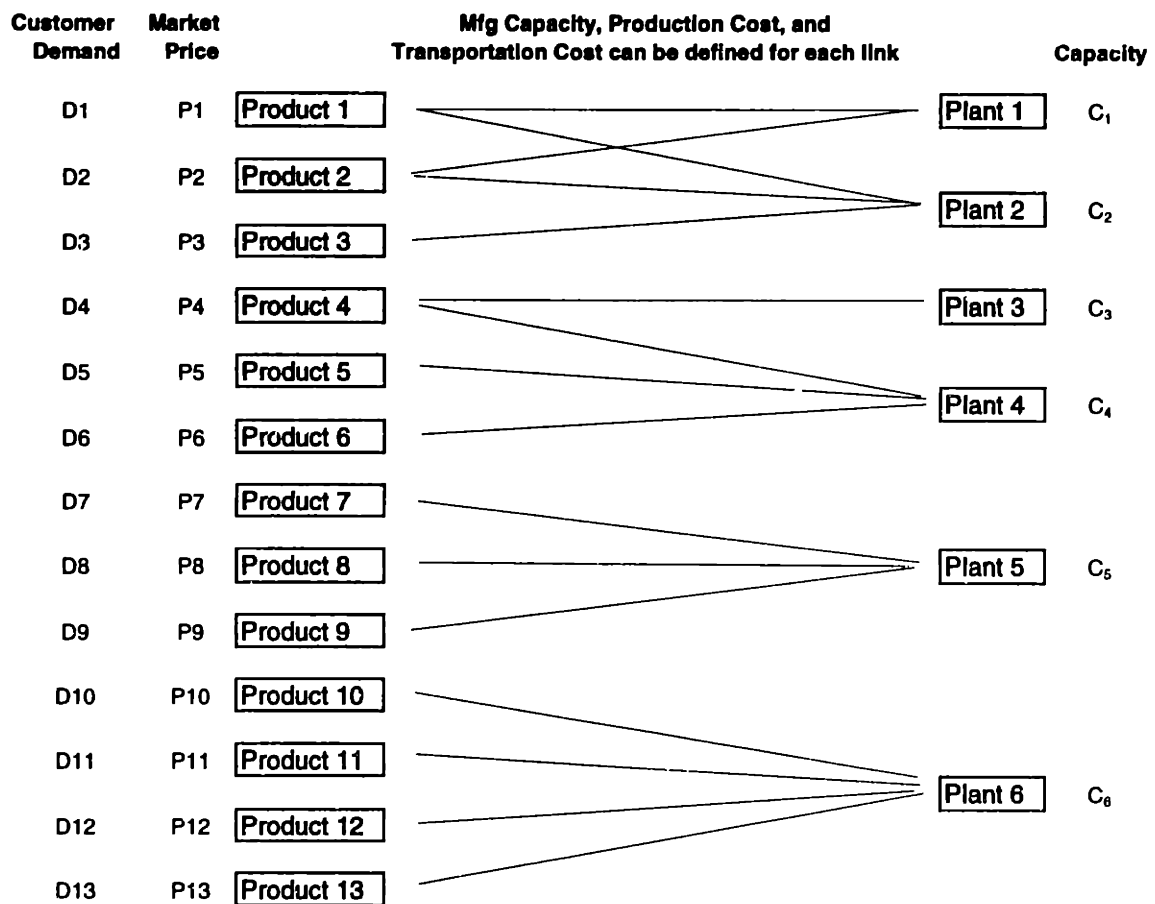 Customer Market Mfg Capacity, Production Cost, and
Demand Price Transportation Cost can be defined for each link Capacity
D1 P1 Product 1 Plant 1 C₁
D2 P2 Product 2
Plant 2 C₂
D3 P3 Product 3
D4 P4 Product 4 Plant 3 C₃
D5 P5 Product 5
Plant 4 C₄
D6 P6 Product 6
D7 P7 Product 7
D8 P8 Product 8 Plant 5 C₅
D9 P9 Product 9
D10 P10 Product 10
D11 P11 Product 11
Plant 6 C₆
D12 P12 Product 12
D13 P13 Product 13